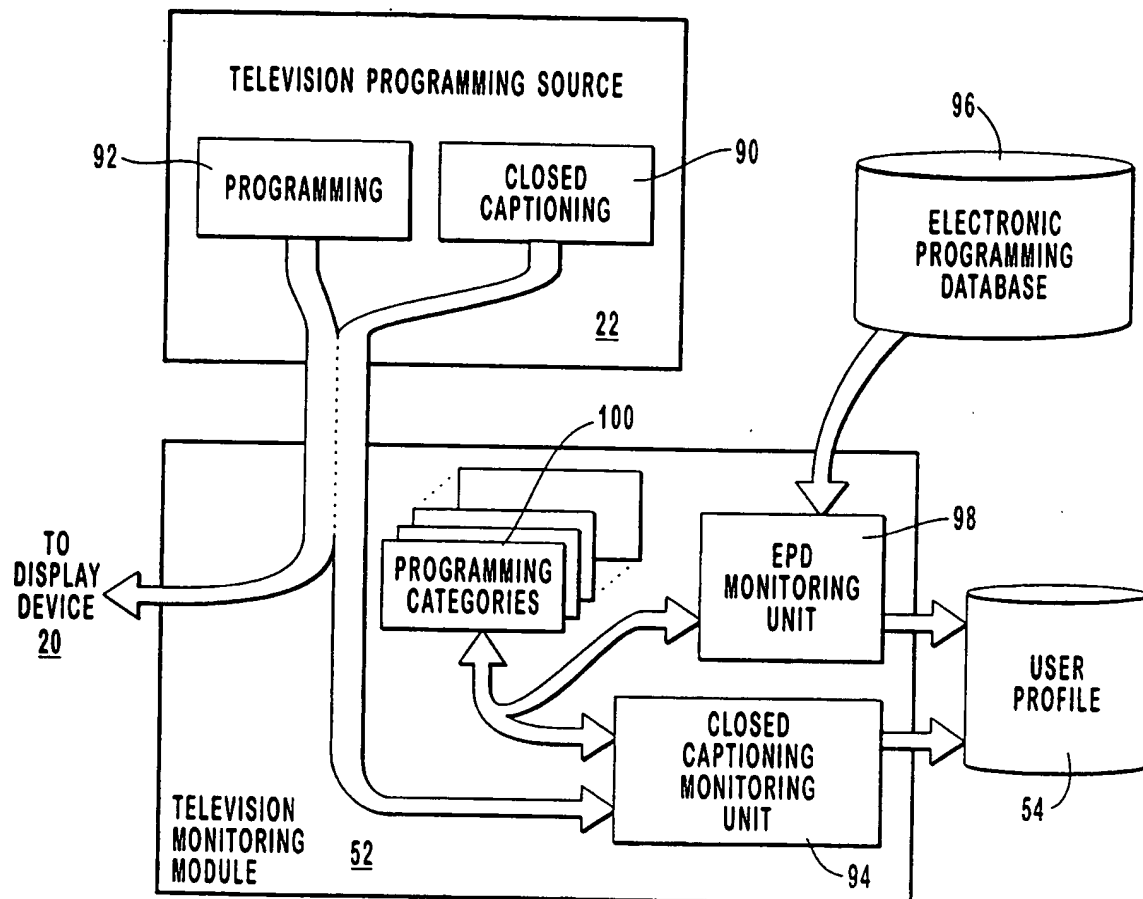 TELEVISION PROGRAMMING SOURCE
92
PROGRAMMING
CLOSED
CAPTIONING
90
22
96
ELECTRONIC
PROGRAMMING
DATABASE
100
PROGRAMMING
CATEGORIES
98
EPD
MONITORING
UNIT
TO
DISPLAY
DEVICE
20
USER
PROFILE
54
CLOSED
CAPTIONING
MONITORING
UNIT
94
TELEVISION
MONITORING
MODULE
52